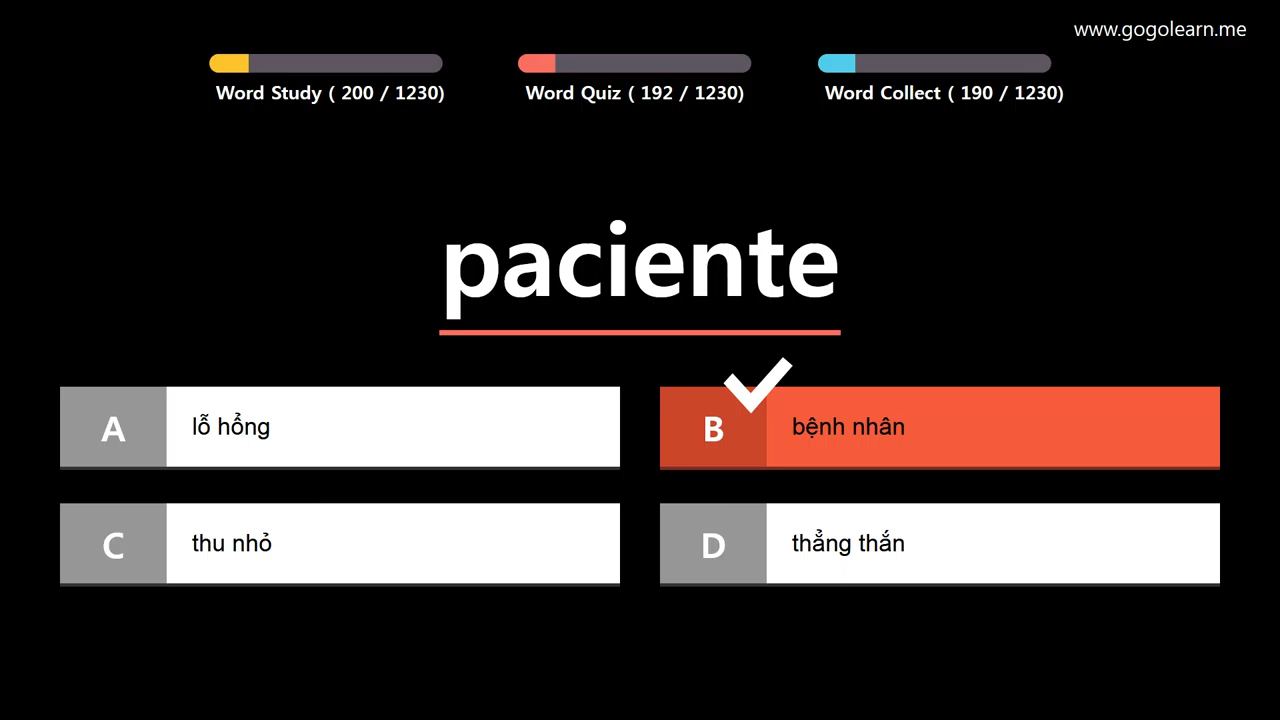 www.gogolearn.me
Word Study ( 200 / 1230)
Word Quiz ( 192 / 1230)
Word Collect ( 190 / 1230)
paciente
A
lỗ hổng
B
bệnh nhân
C
thu nhỏ
D
thẳng thắn